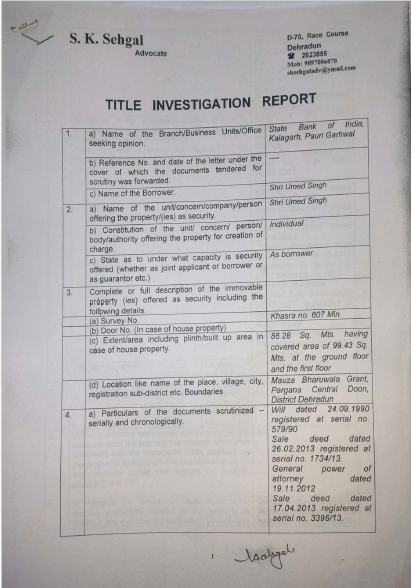 S. K. Sehgal
Advocate
D-70, Race Course
Dehradun
☎ 2623855
Mob: 9897006070
sksehgaladv@ymail.com
TITLE INVESTIGATION REPORT
1. a) Name of the Branch/Business Units/Office
seeking opinion.
State Bank of India,
Kalagarh, Pauri Garhwal
b) Reference No. and date of the letter under the
cover of which the documents tendered for
scrutiny was forwarded.
----
c) Name of the Borrower.
Shri Umed Singh
2. a) Name of the unit/concern/company/person
offering the property/(ies) as security.
Shri Umed Singh
b) Constitution of the unit/ concern/ person/
body/authority offering the property for creation of
charge.
Individual
c) State as to under what capacity is security
offered (whether as joint applicant or borrower or
as guarantor etc.)
As borrower
3. Complete or full description of the immovable
property (ies) offered as security including the
following details.
(a) Survey No.
Khasra no. 607 Min
(b) Door No. (In case of house property)
(c) Extent/area including plinth/built up area in
case of house property.
88.28 Sq. Mts. having
covered area of 99.43 Sq.
Mts. at the ground floor
and the first floor
(d) Location like name of the place, village, city,
registration sub-district etc. Boundaries
Mauza Bharuwala Grant,
Pargana Central Doon,
District Dehradun
4. a) Particulars of the documents scrutinized –
serially and chronologically.
Will dated 24.09.1990
registered at serial no.
579/90
Sale deed dated
26.02.2013 registered at
serial no. 1734/13.
General power of
attorney dated
19.11.2012
Sale deed dated
17.04.2013 registered at
serial no. 3396/13.
1